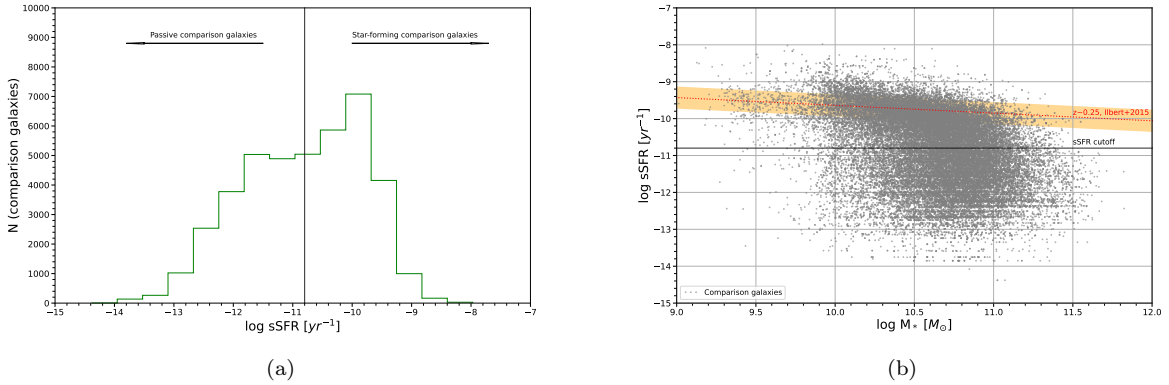 10000
9000
8000
7000
6000
5000
4000
3000
2000
1000
0
N (comparison galaxies)
Passive comparison galaxies
Star-forming comparison galaxies
−15 −14 −13 −12 −11 −10 −9 −8 −7
log sSFR [yr⁻¹]
(a)
−7
−8
−9
−10
−11
−12
−13
−14
−15
log sSFR [yr⁻¹]
z~0.25, Ilbert+2015
sSFR cutoff
Comparison galaxies
9.0 9.5 10.0 10.5 11.0 11.5 12.0
log M* [M⊙]
(b)